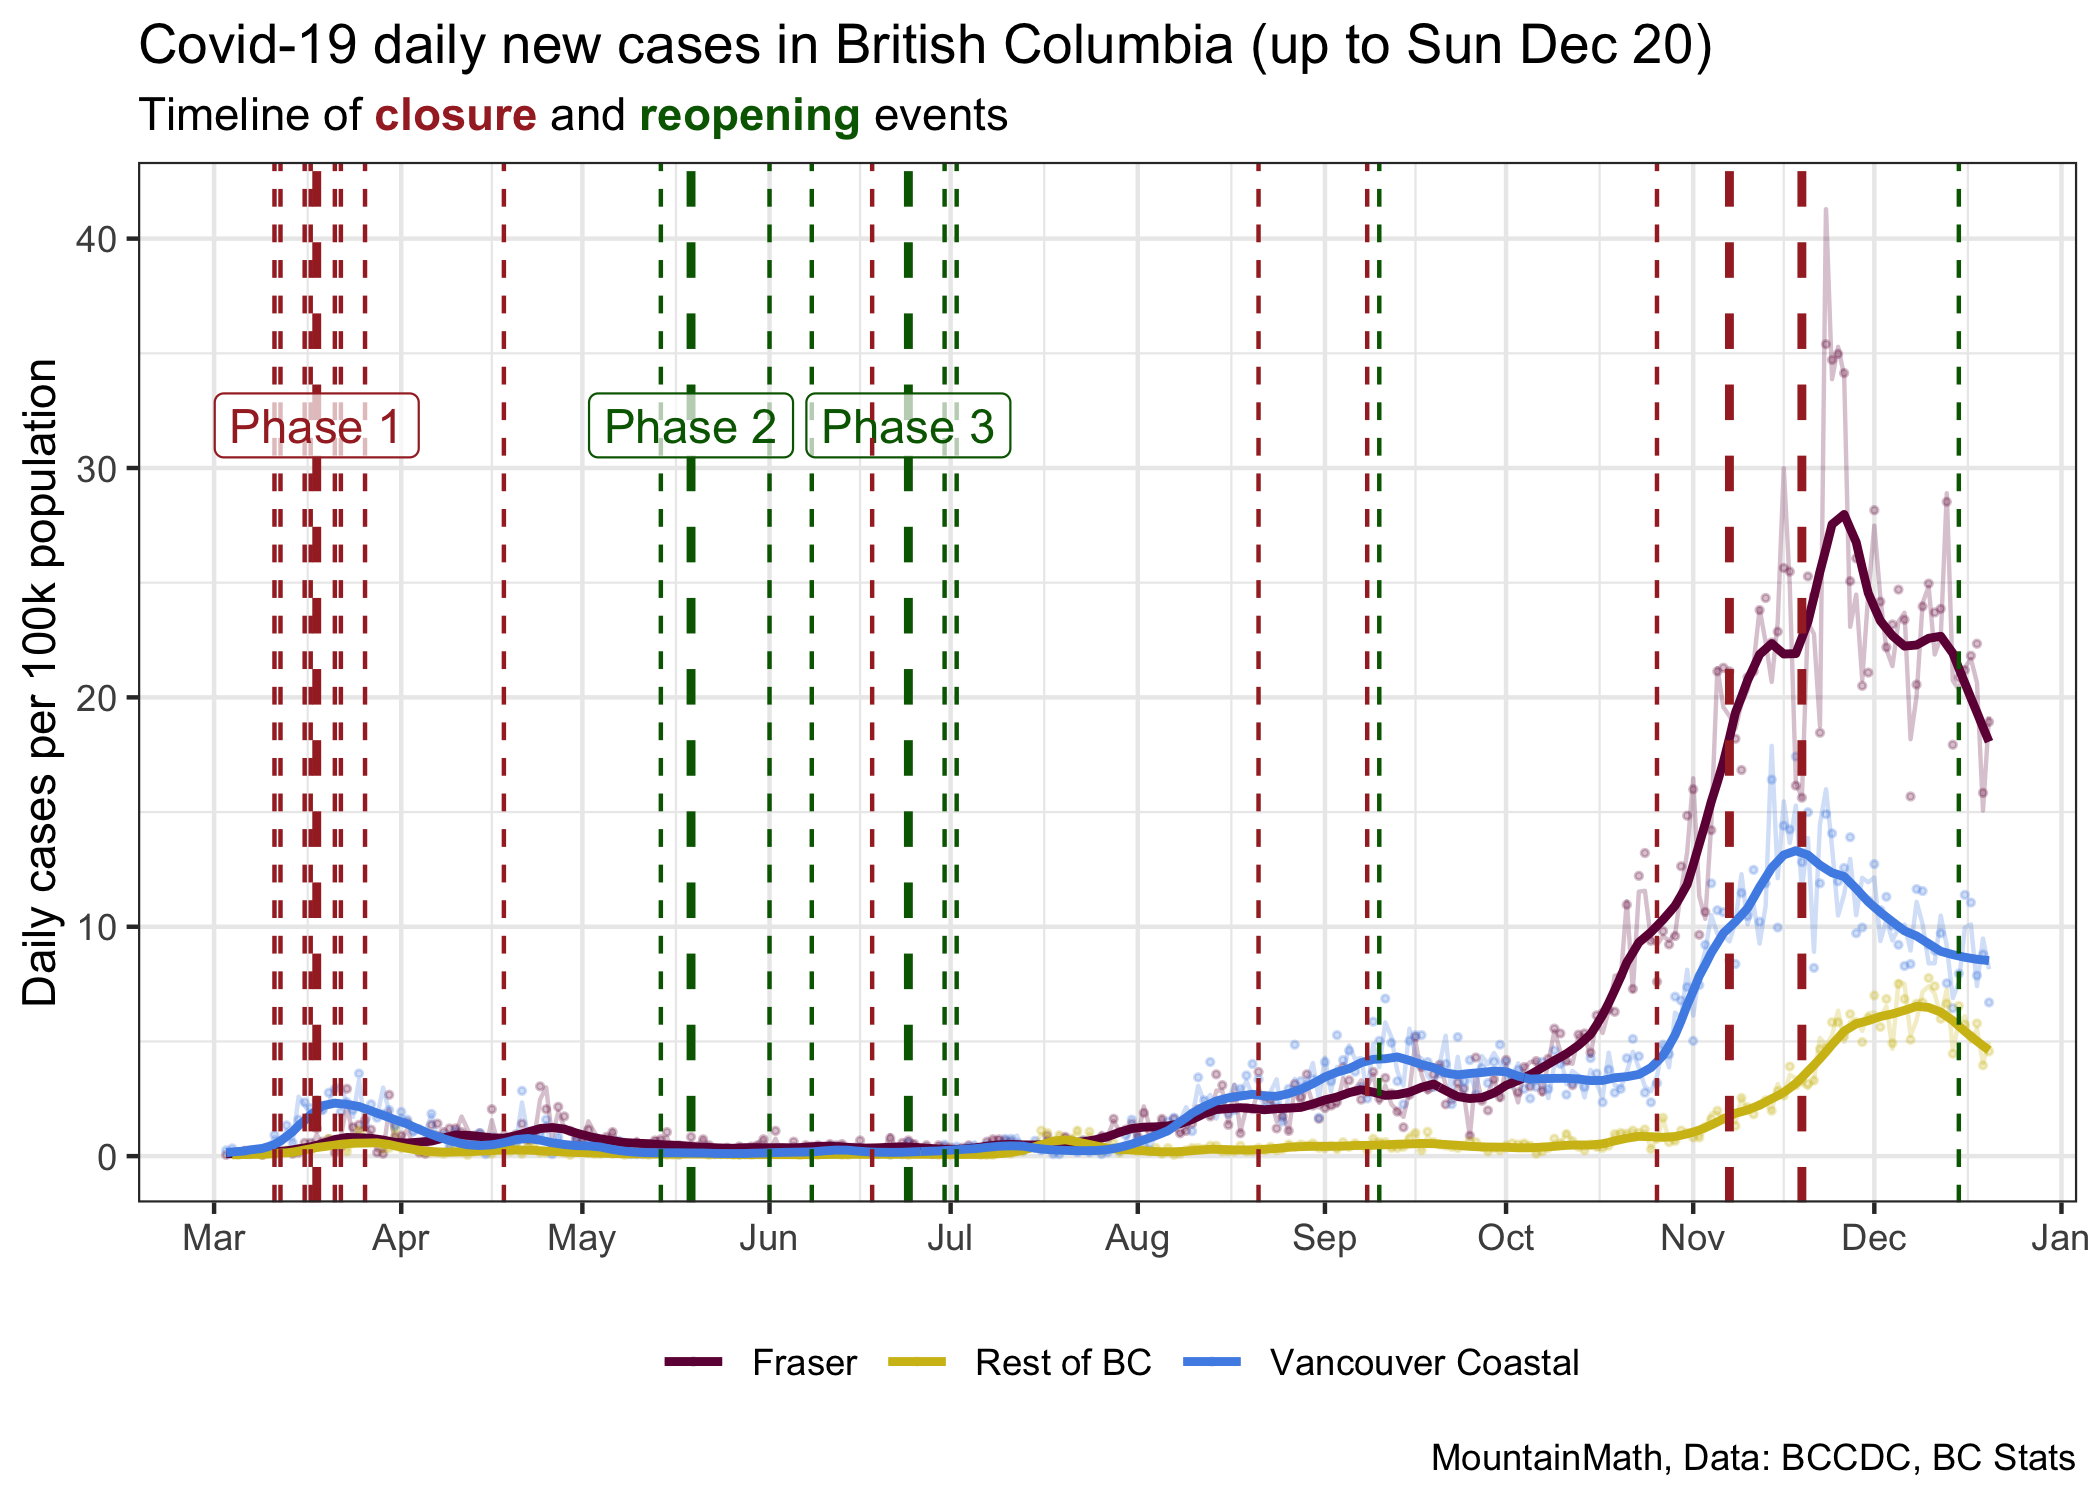 Covid-19 daily new cases in British Columbia (up to Sun Dec 20)
Timeline of closure and reopening events
Daily cases per 100k population
40
30
20
10
0
Phase 1
Phase 2
Phase 3
Mar
Apr
May
Jun
Jul
Aug
Sep
Oct
Nov
Dec
Jan
Fraser
Rest of BC
Vancouver Coastal
MountainMath, Data: BCCDC, BC Stats